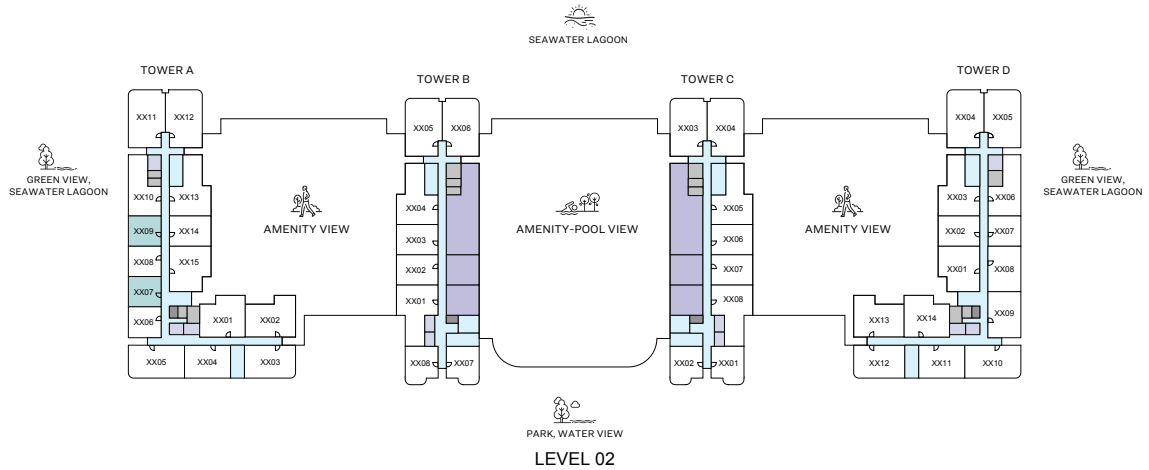 SEAWATER LAGOON
TOWER A
TOWER B
TOWER C
TOWER D
XX11
XX12
XX05
XX06
XX03
XX04
XX04
XX05
GREEN VIEW,
SEAWATER LAGOON
GREEN VIEW,
SEAWATER LAGOON
XX10
XX13
XX04
XX05
XX03
XX06
AMENITY VIEW
AMENITY-POOL VIEW
AMENITY VIEW
XX09
XX14
XX03
XX06
XX02
XX07
XX08
XX15
XX02
XX07
XX01
XX08
XX07
XX01
XX08
XX09
XX06
XX01
XX02
XX13
XX14
XX05
XX04
XX03
XX08
XX07
XX02
XX01
XX12
XX11
XX10
PARK, WATER VIEW
LEVEL 02